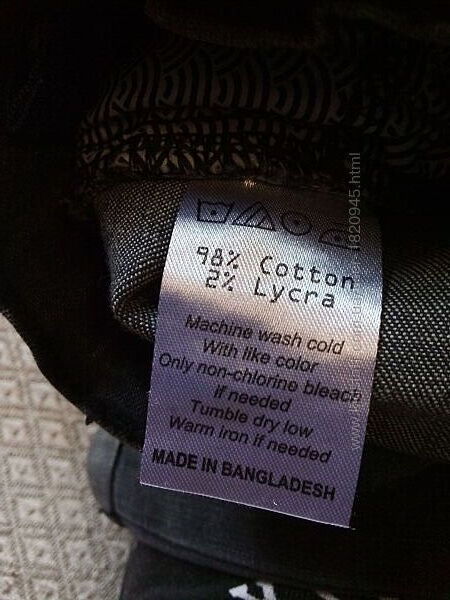 98% Cotton
2% Lycra
Machine wash cold
With like color
Only non-chlorine bleach
if needed
Tumble dry low
Warm iron if needed
MADE IN BANGLADESH